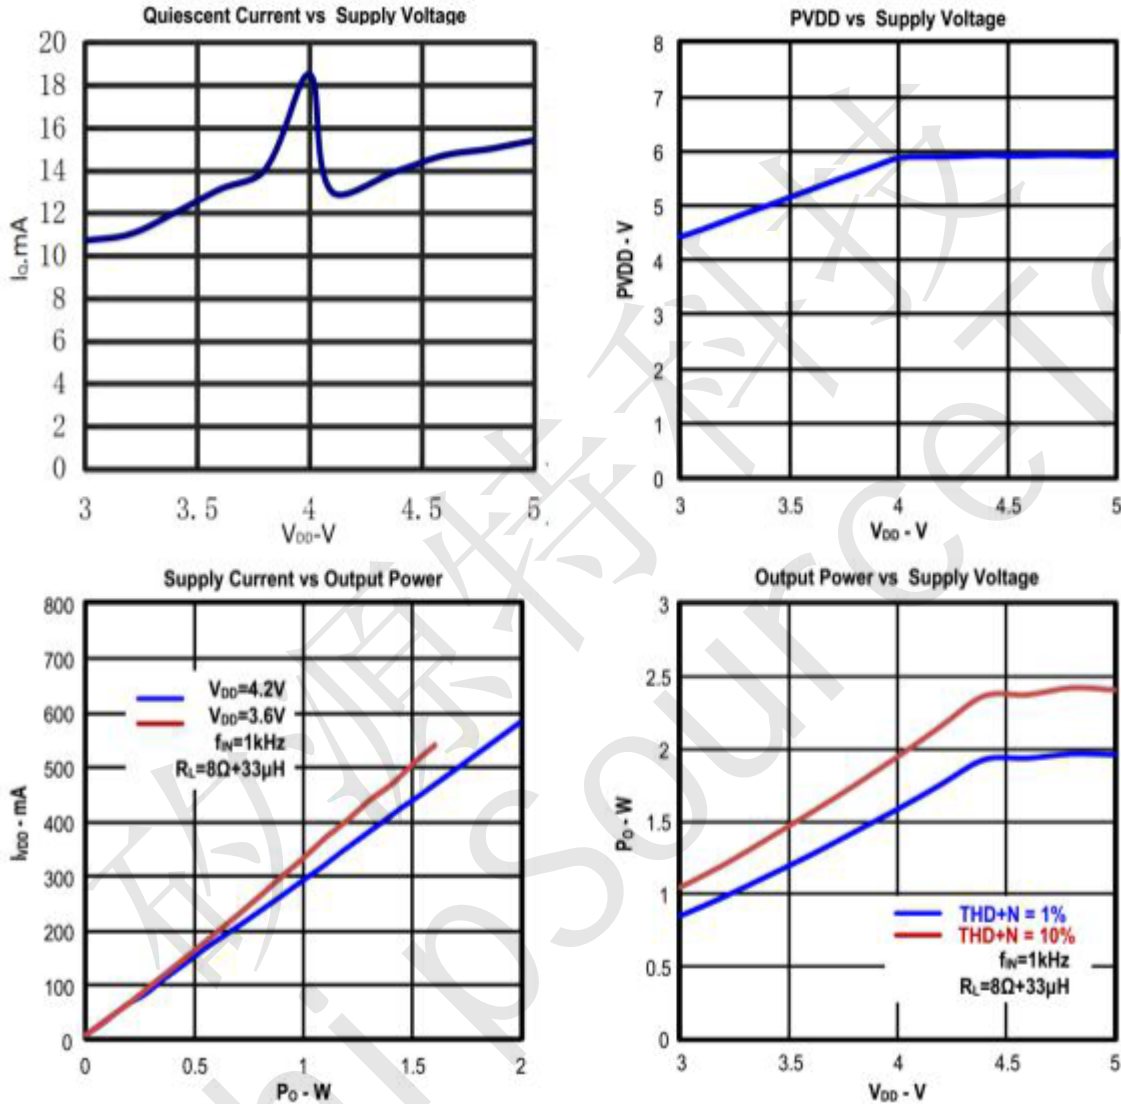 Quiescent Current vs Supply Voltage
20
18
16
14
12
10
8
6
4
2
0
IQ.mA
3
3.5
4
4.5
5
VDD-V
PVDD vs Supply Voltage
8
7
6
5
4
3
2
1
0
PVDD - V
3
3.5
4
4.5
5
VDD - V
Supply Current vs Output Power
800
700
600
500
400
300
200
100
0
IVDD - mA
VDD=4.2V
VDD=3.6V
fIN=1kHz
RL=8Ω+33µH
0
0.5
1
1.5
2
PO - W
Output Power vs Supply Voltage
3
2.5
2
1.5
1
0.5
0
PO - W
THD+N = 1%
THD+N = 10%
fIN=1kHz
RL=8Ω+33µH
3
3.5
4
4.5
5
VDD - V
矽源特科技